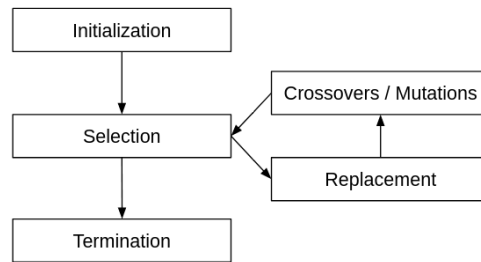 Initialization
Crossovers / Mutations
Selection
Replacement
Termination